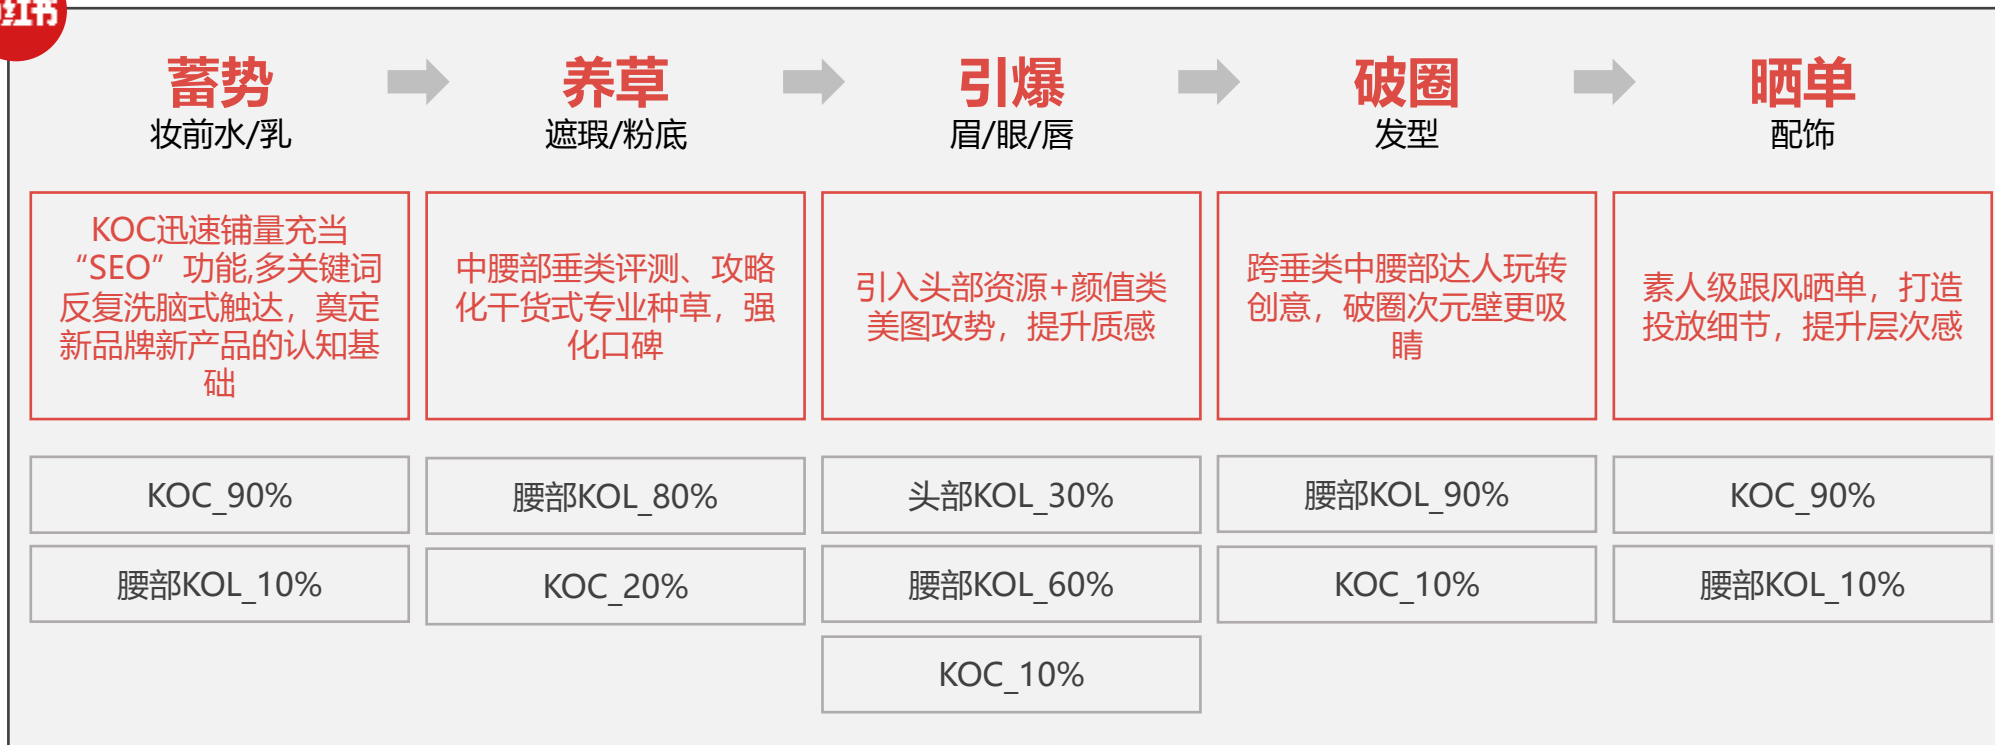 红书
蓄势
养草
引爆
破圈
晒单
妆前水/乳
遮瑕/粉底
眉/眼/唇
发型
配饰
KOC迅速铺量充当
“SEO”功能,多关键词
反复洗脑式触达，奠定
新品牌新产品的认知基
础
中腰部垂类评测、攻略
化干货式专业种草，强
化口碑
引入头部资源+颜值类
美图攻势，提升质感
跨垂类中腰部达人玩转
创意，破圈次元壁更吸
睛
素人级跟风晒单，打造
投放细节，提升层次感
KOC_90%
腰部KOL_80%
头部KOL_30%
腰部KOL_90%
KOC_90%
腰部KOL_10%
KOC_20%
腰部KOL_60%
KOC_10%
腰部KOL_10%
KOC_10%